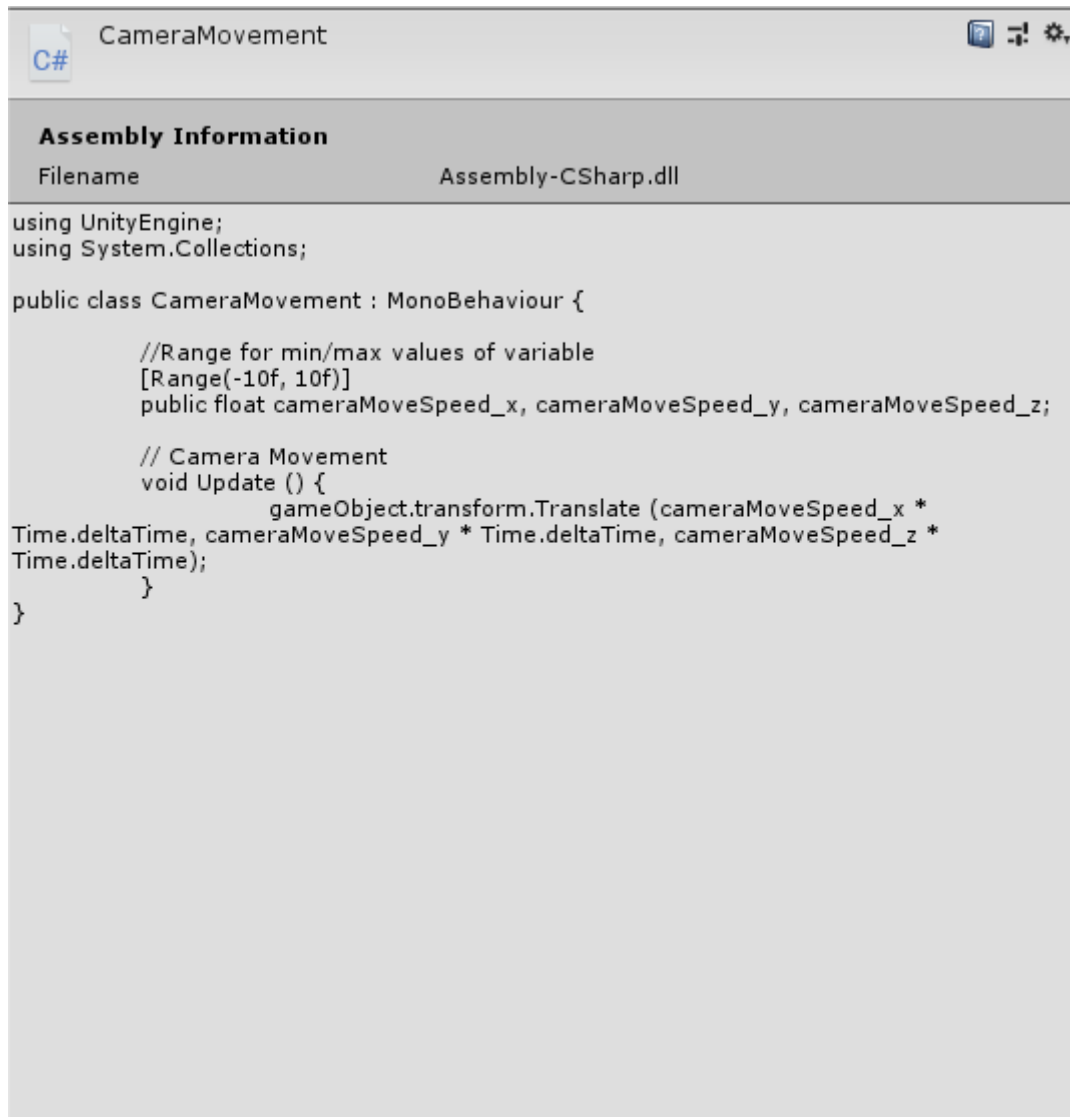 CameraMovement
C#
Assembly Information
Filename Assembly-CSharp.dll
using UnityEngine;
using System.Collections;
public class CameraMovement : MonoBehaviour {
//Range for min/max values of variable
[Range(-10f, 10f)]
public float cameraMoveSpeed_x, cameraMoveSpeed_y, cameraMoveSpeed_z;
// Camera Movement
void Update () {
gameObject.transform.Translate (cameraMoveSpeed_x *
Time.deltaTime, cameraMoveSpeed_y * Time.deltaTime, cameraMoveSpeed_z *
Time.deltaTime);
}
}